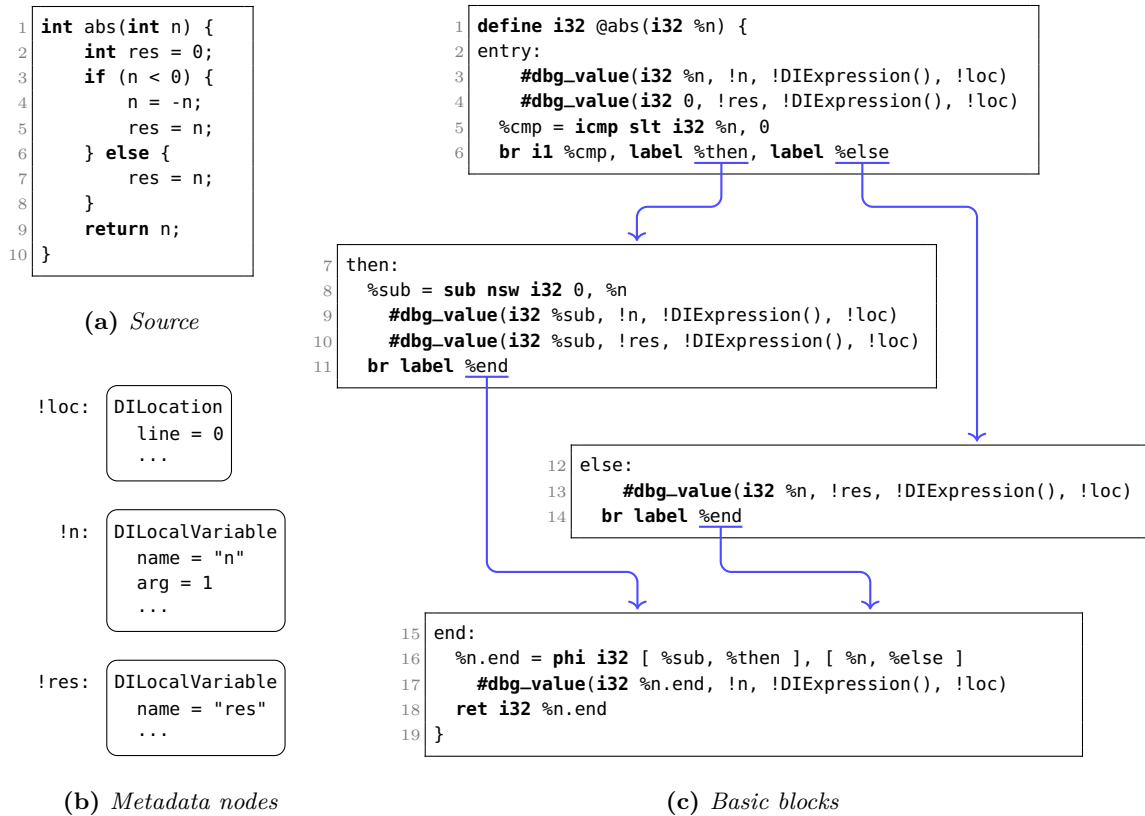 1 int abs(int n) {
2     int res = 0;
3     if (n < 0) {
4         n = -n;
5         res = n;
6     } else {
7         res = n;
8     }
9     return n;
10 }
(a) Source
!loc: DILocation
line = 0
...
!n: DILocalVariable
name = "n"
arg = 1
...
!res: DILocalVariable
name = "res"
...
(b) Metadata nodes
1 define i32 @abs(i32 %n) {
2 entry:
3     #dbg_value(i32 %n, !n, !DIExpression(), !loc)
4     #dbg_value(i32 0, !res, !DIExpression(), !loc)
5   %cmp = icmp slt i32 %n, 0
6   br i1 %cmp, label %then, label %else
7 then:
8   %sub = sub nsw i32 0, %n
9     #dbg_value(i32 %sub, !n, !DIExpression(), !loc)
10     #dbg_value(i32 %sub, !res, !DIExpression(), !loc)
11   br label %end
12 else:
13     #dbg_value(i32 %n, !res, !DIExpression(), !loc)
14   br label %end
15 end:
16   %n.end = phi i32 [ %sub, %then ], [ %n, %else ]
17     #dbg_value(i32 %n.end, !n, !DIExpression(), !loc)
18   ret i32 %n.end
19 }
(c) Basic blocks